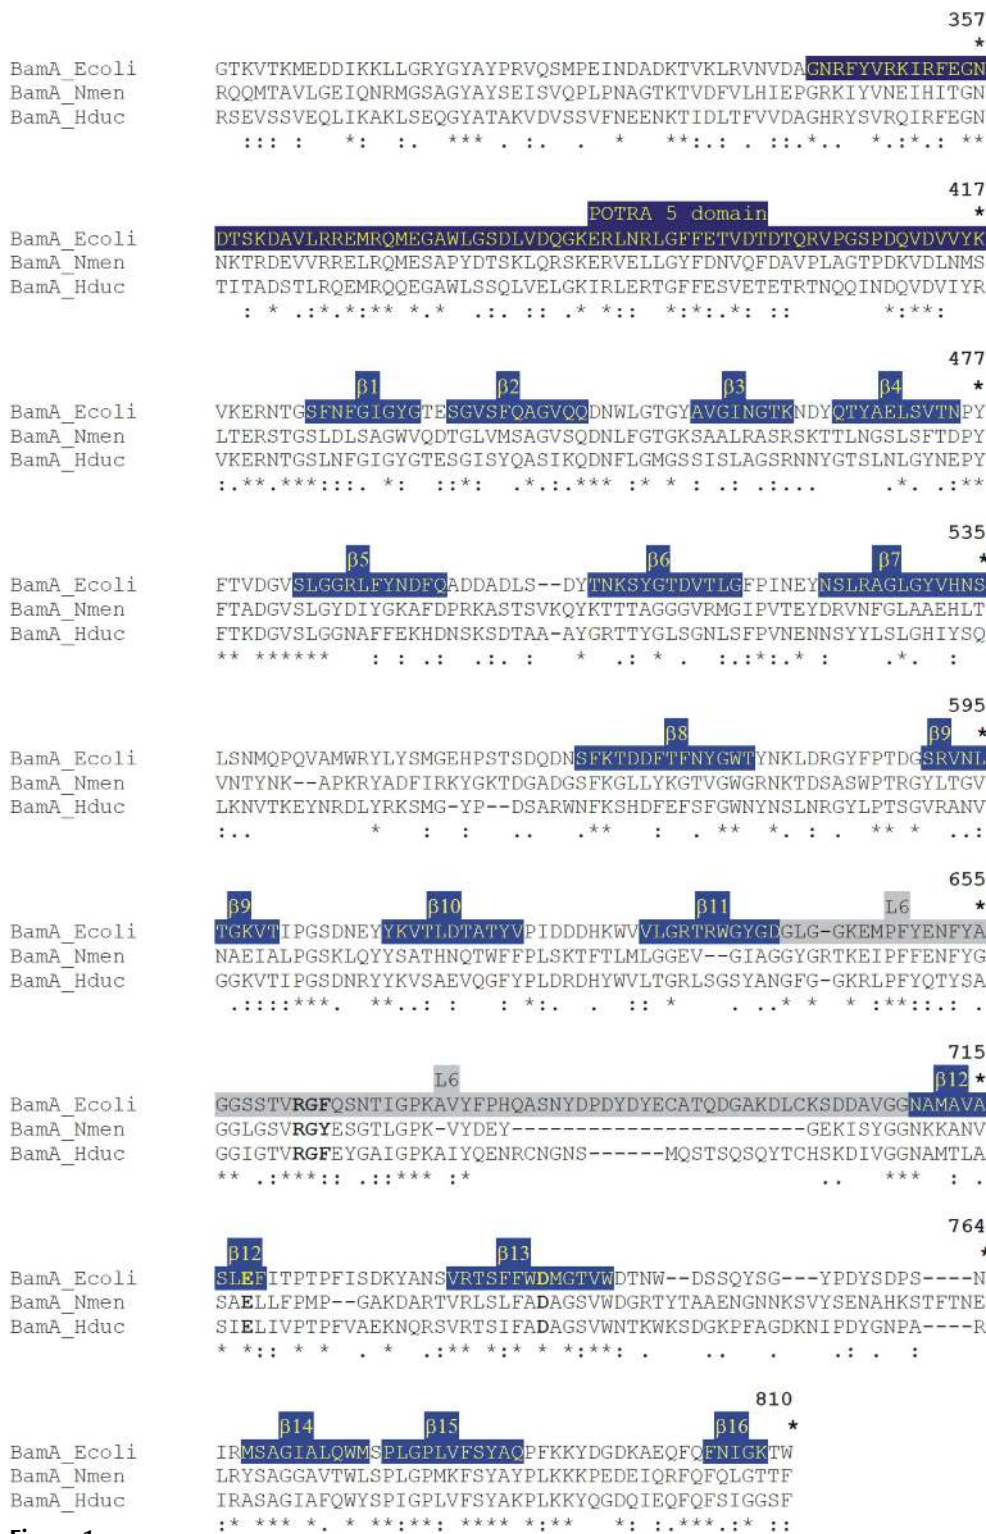 357
*
BamA_Ecoli GTKVTKMEDDIKKLLGRYGYAYPRVQSMPEINDADKTVKLRVNVDAGNRFYVRKIRFEGN
BamA_Nmen RQQMTAVLGEIQNRMGSAGYAYSEISVQPLPNAGTKTVDFVLHIEPGRKIYVNEIHITGN
BamA_Hduc RSEVSSVEQLIKAKLSEQGYATAKVDVSSVFNEENKTIDLTFVVDAGHRYSVRQIRFEGN
::: : *: :. *** . :. . * **:.: . ::.*.. *.:*.: **
417
POTRA 5 domain *
BamA_Ecoli DTSKDAVLRREMRQMEGAWLGSDLVDQGKERLNRLGFFETVDTDTQRVPGSPDQVDVVYK
BamA_Nmen NKTRDEVVRRELRQMESAPYDTSKLQRSKERVELLGYFDNVQFDAVPLAGTPDKVDLNMS
BamA_Hduc TITADSTLRQEMRQQEGAWLSSQLVELGKIRLERTGFFESVETETRTNQQINDQVDVIYR
: * .:*.*:** *.* .:. :: .* *:: *:*:.*: :: *:**:
477
β1 β2 β3 β4 *
BamA_Ecoli VKERNTGSFNFGIGYGTESGVSFQAGVQQDNWLGTGYAVGINGTKNDYQTYAELSVTNPY
BamA_Nmen LTERSTGSLDLSAGWVQDTGLVMSAGVSQDNLFGTGKSAALRASRSKTTLNGSLSFTDPY
BamA_Hduc VKERNTGSLNFGIGYGTESGISYQASIKQDNFLGMGSSISLAGSRNNYGTSLNLGYNEPY
:.**.***:::. *: ::*: .*.:.*** :* * : .: .:... .*. .:**
535
β5 β6 β7 *
BamA_Ecoli FTVDGVSLGGRLFYNDFQADDADLS--DYTNKSYGTDVTLGFPINEYNSLRAGLGYVHNS
BamA_Nmen FTADGVSLGYDIYGKAFDPRKASTSVKQYKTTTAGGGVRMGIPVTEYDRVNFGLAAEHLT
BamA_Hduc FTKDGVSLGGNAFFEKHDNSKSDTAA-AYGRTTYGLSGNLSFPVNENNSYYLSLGHIYSQ
** ****** : : .: .:. : * .: * . :.:*:.* : .*. :
595
β8 β9 *
BamA_Ecoli LSNMQPQVAMWRYLYSMGEHPSTSDQDNSFKTDDFTFNYGWTYNKLDRGYFPTDGSRVNL
BamA_Nmen VNTYNK--APKRYADFIRKYGKTDGADGSFKGLLYKGTVGWGRNKTDSASWPTRGYLTGV
BamA_Hduc LKNVTKEYNRDLYRKSMG-YP--DSARWNFKSHDFEFSFGWNYNSLNRGYLPTSGVRANV
:.. * : : .. .** : . ** *. : . ** * ..:
655
β9 β10 β11 L6 *
BamA_Ecoli TGKVTIPGSDNEYYKVTLDTATYVPIDDDHKWVVLGRTRWGYGDGLG-GKEMPFYENFYA
BamA_Nmen NAEIALPGSKLQYYSATHNQTWFFPLSKTFTLMLGGEV--GIAGGYGRTKEIPFFENFYG
BamA_Hduc GGKVTIPGSDNRYYKVSAEVQGFYPLDRDHYWVLTGRLSGSYANGFG-GKRLPFYQTYSA
.::::***. **..: : *:. . :: * . ..* * *.:**:.: .
715
L6 β12 *
BamA_Ecoli GGSSTVRGFQSNTIGPKAVYFPHQASNYDPDYDYECATQDGAKDLCKSDDAVGGNAMAVA
BamA_Nmen GGLGSVRGYESGTLGPK-VYDEY-----------------------GEKISYGGNKKANV
BamA_Hduc GGIGTVRGFEYGAIGPKAIYQENRCNGNS------MQSTSQSQYTCHSKDIVGGNAMTLA
** .:***:: .::*** :* .. *** : .
764
β12 β13 *
BamA_Ecoli SLEFITPTPFISDKYANSVRTSFFWDMGTVWDTNW--DSSQYSG---YPDYSDPS----N
BamA_Nmen SAELLFPMP--GAKDARTVRLSLFADAGSVWDGRTYTAAENGNNKSVYSENAHKSTFTNE
BamA_Hduc SIELIVPTPFVAEKNQRSVRTSIFADAGSVWNTKWKSDGKPFAGDKNIPDYGNPA----R
* *:: * * . * .:** *:* * *:**: . .. . .: . :
810
β14 β15 β16 *
BamA_Ecoli IRMSAGIALQWMSPLGPLVFSYAQPFKKYDGDKAEQFQFNIGKTW
BamA_Nmen LRYSAGGAVTWLSPLGPMKFSYAYPLKKKPEDEIQRFQFQLGTTF
BamA_Hduc IRASAGIAFQWYSPIGPLVFSYAKPLKKYQGDQIEQFQFSIGGSF
:* *** *. * **:**: **** *:** *: :.***.:* ::